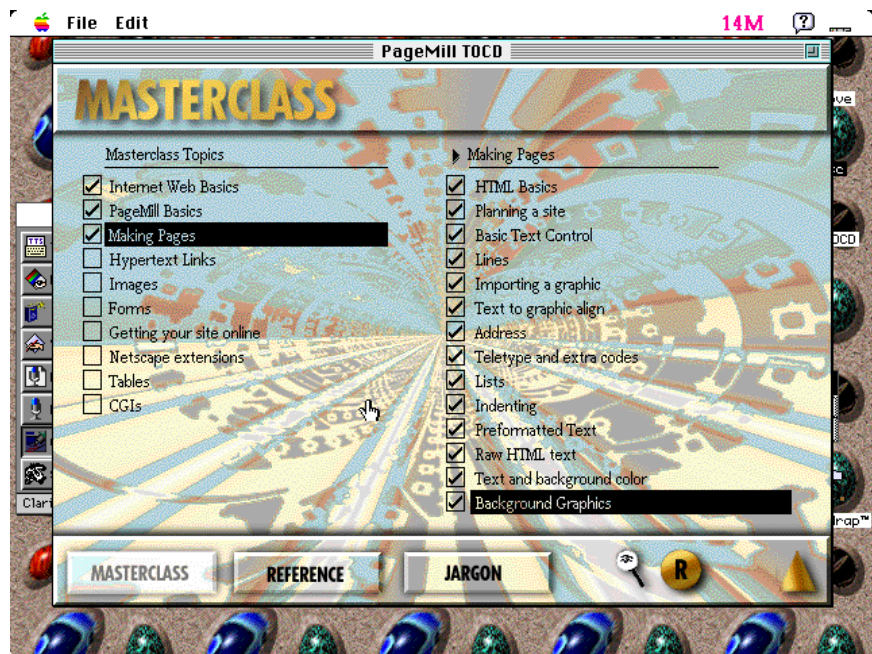 File Edit 14M
PageMill TOCD
MASTERCLASS
Masterclass Topics
Internet Web Basics
PageMill Basics
Making Pages
Hypertext Links
Images
Forms
Getting your site online
Netscape extensions
Tables
CGIs
Making Pages
HTML Basics
Planning a site
Basic Text Control
Lines
Importing a graphic
Text to graphic align
Address
Teletype and extra codes
Lists
Indenting
Preformatted Text
Raw HTML text
Text and background color
Background Graphics
MASTERCLASS
REFERENCE
JARGON
R
TTS
Clari
ve
OCD
rap™